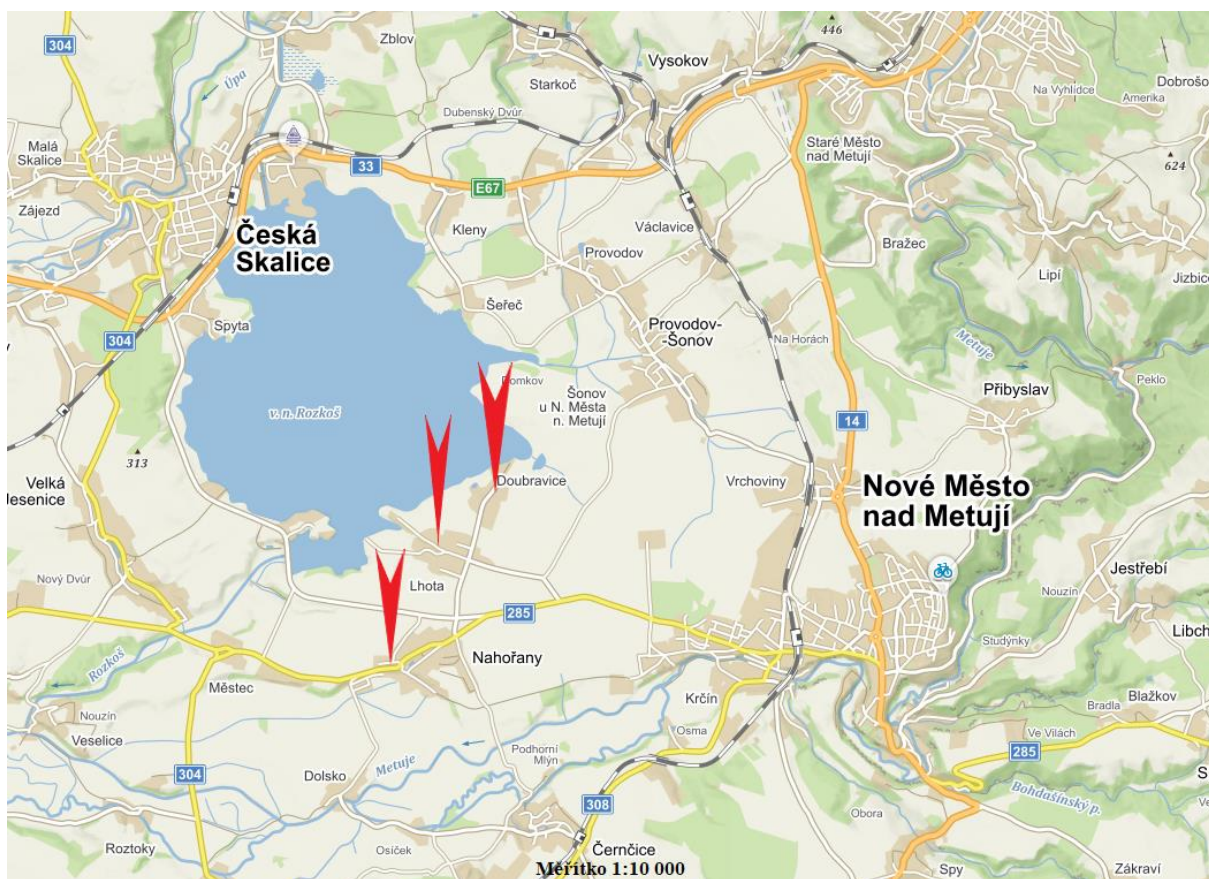 446
304
Zblov
Vysokov
Starkoč
Úpa
Na Vyhlídce
Amerika
Dubenský Dvůr
Malá
Skalice
33
Staré Město
nad Metují
624
E67
Zájezd
Kleny
Václavice
Bražec
Česká
Skalice
Provodov
Lipí
Šeřeč
Spyta
304
Provodov-
-Šonov
Na Horách
Metuje
Peklo
Přibyslav
Šonov
u N. Města
n. Metují
v. n. Rozkoš
14
313
Velká
Jesenice
Doubravice
Vrchoviny
Nové Město
nad Metují
Jestřebí
Nový Dvůr
Lhota
Nouzín
285
Studýnky
Rozkoš
Nahořany
Městec
Krčín
Blažkov
Bradla
Nouzín
Veselice
Osma
Ve Vilách
Podhorní
Mlýn
285
304
Dolsko
Metuje
Bohdašínský p.
308
Obora
Roztoky
Osíček
Černčice
Spy
Zákraví
Měřítko 1:10 000